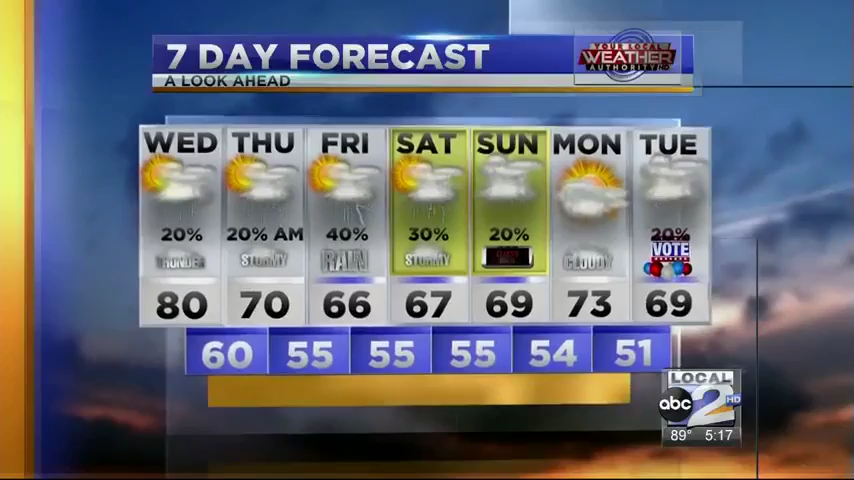 7 DAY FORECAST
A LOOK AHEAD
YOUR LOCAL
WEATHER
AUTHORITY
WED THU FRI SAT SUN MON TUE
20% 20% AM 40% 30% 20% 20%
THUNDER STORMY RAIN STORMY CLOUDY VOTE
80 70 66 67 69 73 69
60 55 55 55 54 51
LOCAL
abc 2 HD
89° 5:17